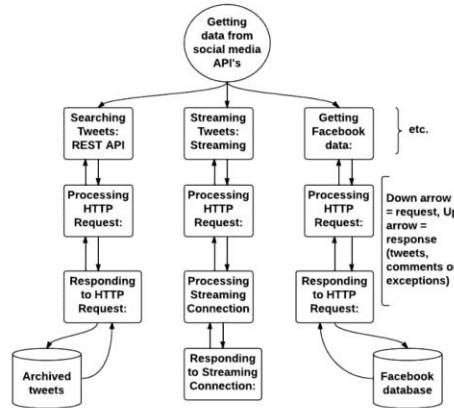 Getting
data from
social media
API's
Searching
Tweets:
REST API
Streaming
Tweets:
Streaming
Getting
Facebook
data:
etc.
Processing
HTTP
Request:
Processing
HTTP
Request:
Processing
HTTP
Request:
Down arrow
= request, Up
arrow =
response
(tweets,
comments or
exceptions)
Responding
to HTTP
Request:
Processing
Streaming
Connection
Responding
to HTTP
Request:
Archived
tweets
Responding
to Streaming
Connection:
Facebook
database